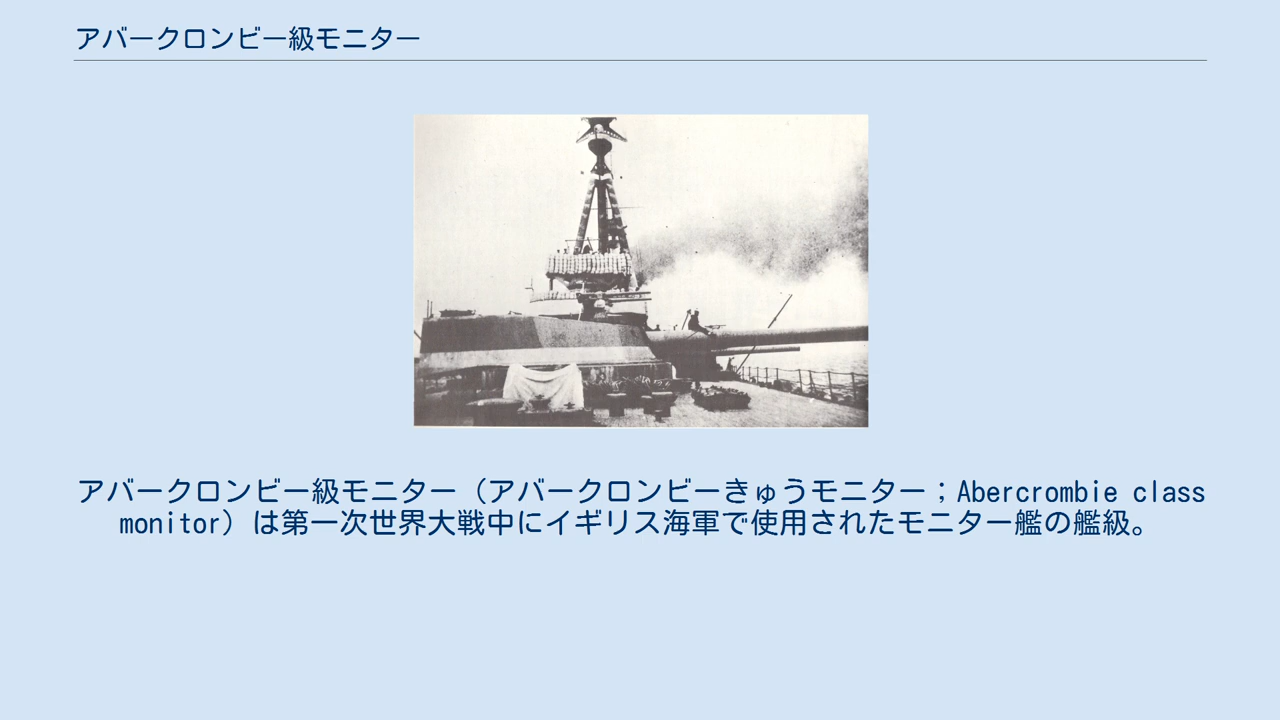 アバークロンビー級モニター
アバークロンビー級モニター（アバークロンビーきゅうモニター；Abercrombie class
monitor）は第一次世界大戦中にイギリス海軍で使用されたモニター艦の艦級。